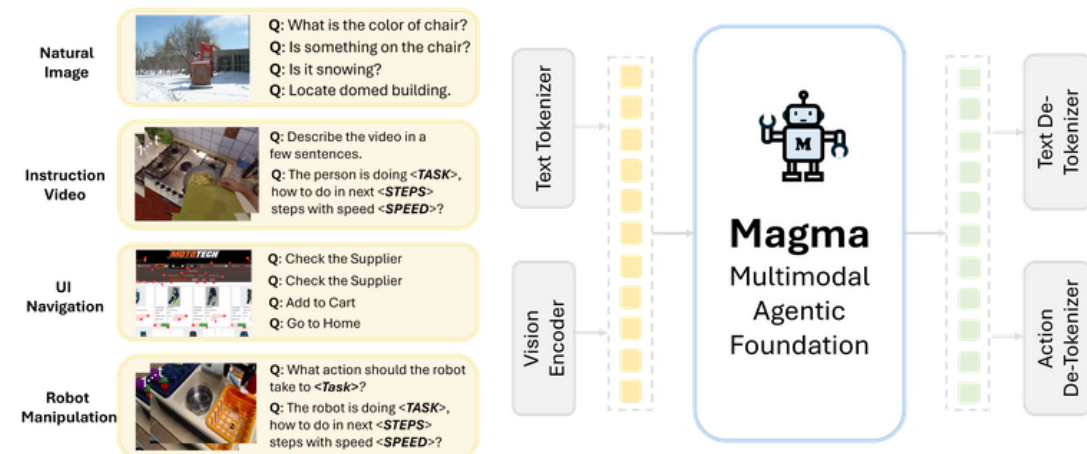 Natural
Image
Q: What is the color of chair?
Q: Is something on the chair?
Q: Is it snowing?
Q: Locate domed building.
Instruction
Video
Q: Describe the video in a
few sentences.
Q: The person is doing <TASK>,
how to do in next <STEPS>
steps with speed <SPEED>?
UI
Navigation
MOTOTECH
Q: Check the Supplier
Q: Check the Supplier
Q: Add to Cart
Q: Go to Home
Robot
Manipulation
Q: What action should the robot
take to <Task>?
Q: The robot is doing <TASK>,
how to do in next <STEPS>
steps with speed <SPEED>?
Text Tokenizer
Vision
Encoder
M
Magma
Multimodal
Agentic
Foundation
Text De-
Tokenizer
Action
De-Tokenizer